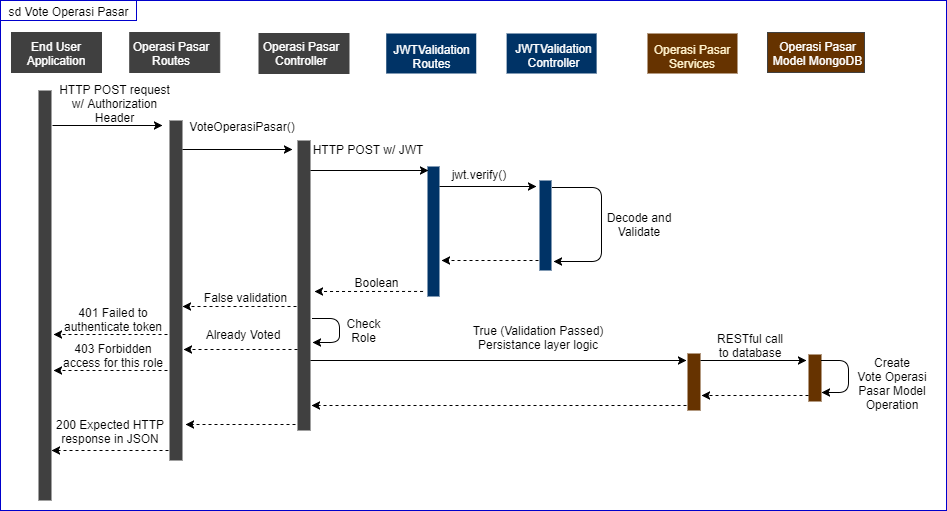 sd Vote Operasi Pasar
End User
Application
Operasi Pasar
Routes
Operasi Pasar
Controller
JWTValidation
Routes
JWTValidation
Controller
Operasi Pasar
Services
Operasi Pasar
Model MongoDB
HTTP POST request
w/ Authorization
Header
VoteOperasiPasar()
HTTP POST w/ JWT
jwt.verify()
Decode and
Validate
Boolean
False validation
401 Failed to
authenticate token
Check
Role
Already Voted
403 Forbidden
access for this role
True (Validation Passed)
Persistance layer logic
RESTful call
to database
Create
Vote Operasi
Pasar Model
Operation
200 Expected HTTP
response in JSON